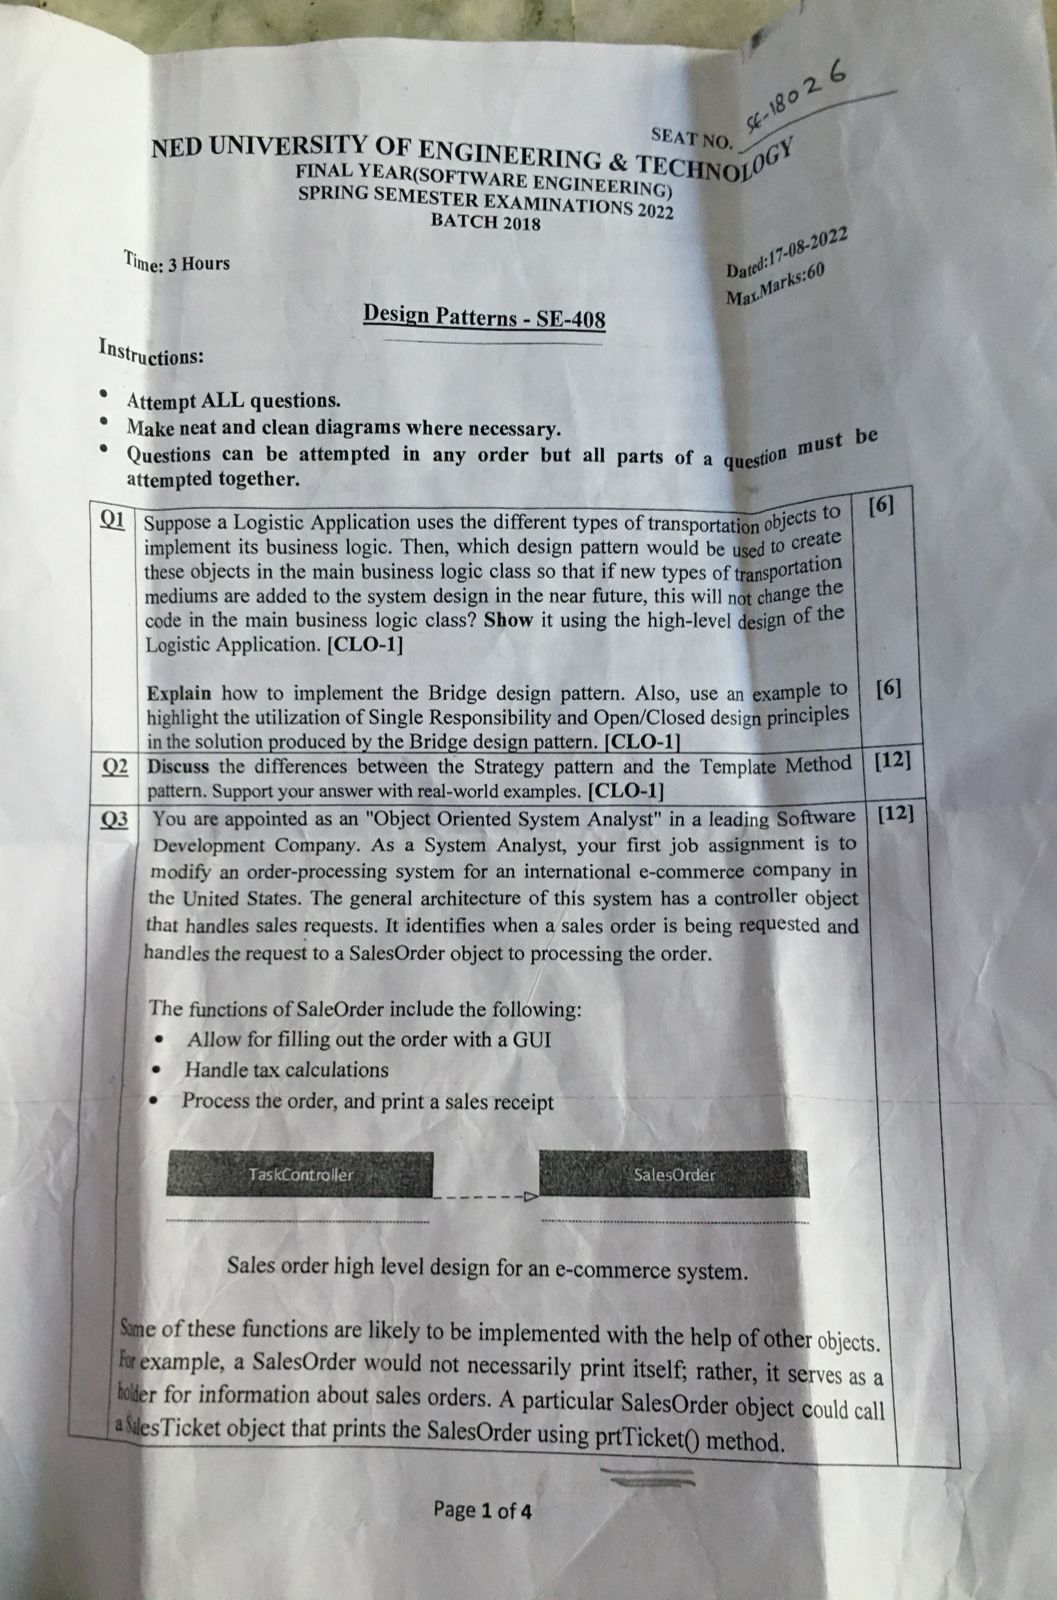 SEAT NO. SE-18026
NED UNIVERSITY OF ENGINEERING & TECHNOLOGY
FINAL YEAR(SOFTWARE ENGINEERING)
SPRING SEMESTER EXAMINATIONS 2022
BATCH 2018
Time: 3 Hours
Dated:17-08-2022
Max.Marks:60
Design Patterns - SE-408
Instructions:
• Attempt ALL questions.
• Make neat and clean diagrams where necessary.
• Questions can be attempted in any order but all parts of a question must be
attempted together.
Q1 Suppose a Logistic Application uses the different types of transportation objects to [6]
implement its business logic. Then, which design pattern would be used to create
these objects in the main business logic class so that if new types of transportation
mediums are added to the system design in the near future, this will not change the
code in the main business logic class? Show it using the high-level design of the
Logistic Application. [CLO-1]
Explain how to implement the Bridge design pattern. Also, use an example to [6]
highlight the utilization of Single Responsibility and Open/Closed design principles
in the solution produced by the Bridge design pattern. [CLO-1]
Q2 Discuss the differences between the Strategy pattern and the Template Method [12]
pattern. Support your answer with real-world examples. [CLO-1]
Q3 You are appointed as an "Object Oriented System Analyst" in a leading Software [12]
Development Company. As a System Analyst, your first job assignment is to
modify an order-processing system for an international e-commerce company in
the United States. The general architecture of this system has a controller object
that handles sales requests. It identifies when a sales order is being requested and
handles the request to a SalesOrder object to processing the order.
The functions of SaleOrder include the following:
• Allow for filling out the order with a GUI
• Handle tax calculations
• Process the order, and print a sales receipt
TaskController SalesOrder
Sales order high level design for an e-commerce system.
Some of these functions are likely to be implemented with the help of other objects.
For example, a SalesOrder would not necessarily print itself; rather, it serves as a
holder for information about sales orders. A particular SalesOrder object could call
a SalesTicket object that prints the SalesOrder using prtTicket() method.
Page 1 of 4